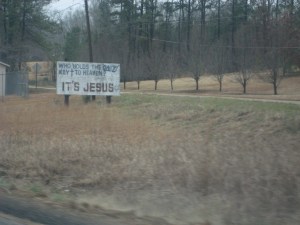 WHO HOLDS THE ONLY
KEY TO HEAVEN?
IT'S JESUS